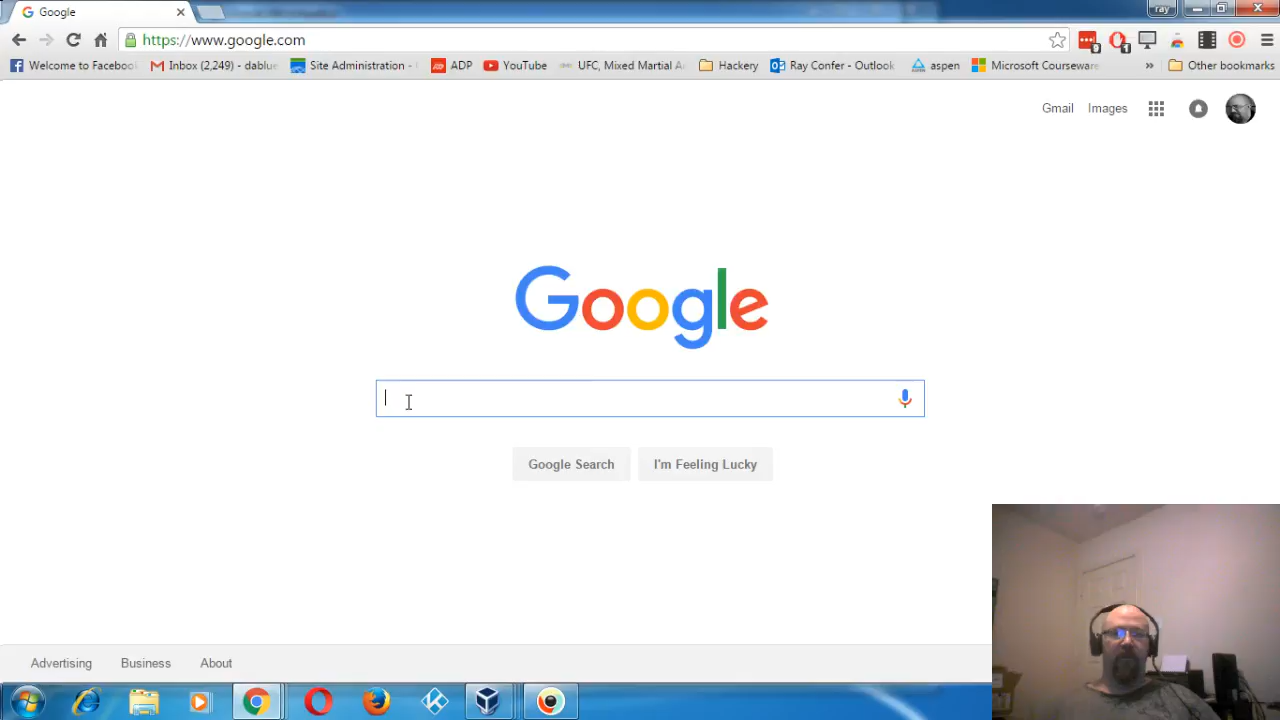 Google
ray
https://www.google.com
9
1
Welcome to Faceboo
Inbox (2,249) - dablue
Site Administration -
ADP
YouTube
UFC, Mixed Martial A
Hackery
Ray Confer - Outlook
aspen
Microsoft Courseware
»
Other bookmarks
Gmail
Images
Google
Google Search
I'm Feeling Lucky
Advertising
Business
About